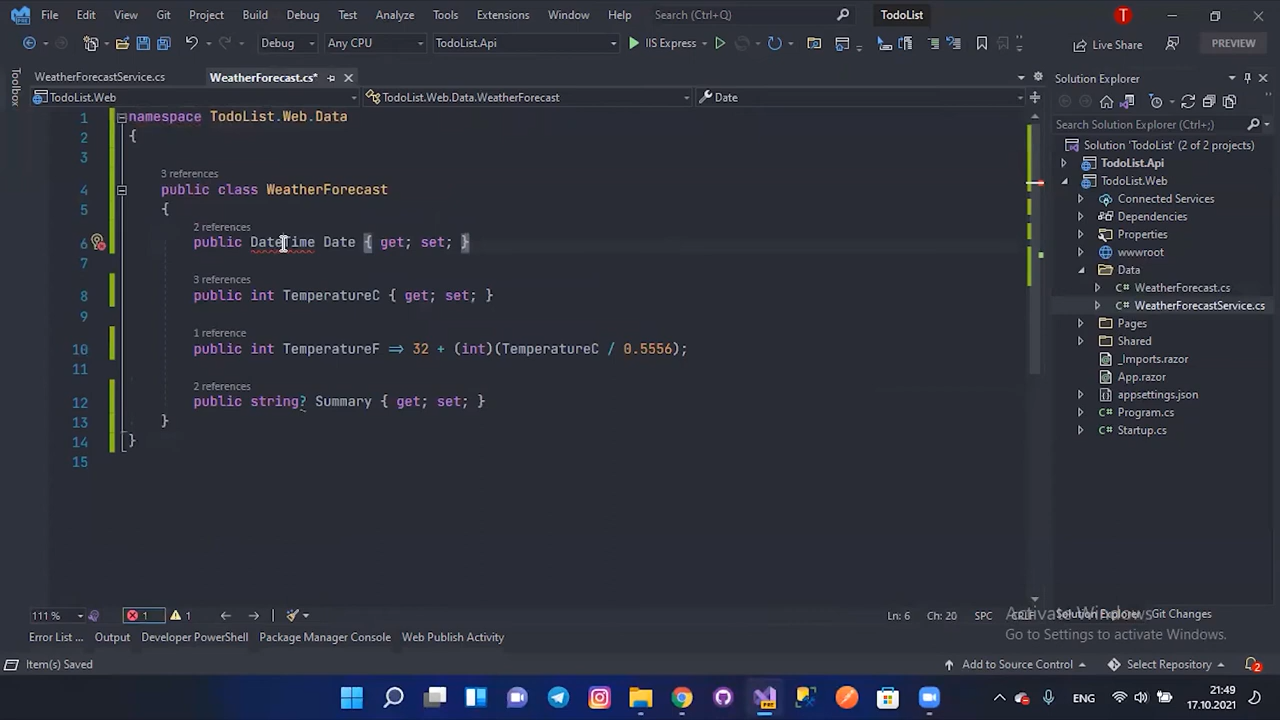 File Edit View Git Project Build Debug Test Analyze Tools Extensions Window Help Search (Ctrl+Q) TodoList T
Debug Any CPU TodoList.Api IIS Express Live Share PREVIEW
Toolbox
WeatherForecastService.cs WeatherForecast.cs*
TodoList.Web TodoList.Web.Data.WeatherForecast Date
1 namespace TodoList.Web.Data
2 {
3
3 references
4 public class WeatherForecast
5 {
2 references
6 public DateTime Date { get; set; }
7
3 references
8 public int TemperatureC { get; set; }
1 reference
10 public int TemperatureF => 32 + (int)(TemperatureC / 0.5556);
11
2 references
12 public string? Summary { get; set; }
13 }
14 }
15
Solution Explorer
Search Solution Explorer (Ctrl+;)
Solution 'TodoList' (2 of 2 projects)
TodoList.Api
TodoList.Web
Connected Services
Dependencies
Properties
wwwroot
Data
WeatherForecast.cs
WeatherForecastService.cs
Pages
Shared
_Imports.razor
App.razor
appsettings.json
Program.cs
Startup.cs
111 % 1 1 Ln: 6 Ch: 20 SPC
Solution Explorer Git Changes
Activate Windows
Go to Settings to activate Windows.
Error List ... Output Developer PowerShell Package Manager Console Web Publish Activity
Item(s) Saved Add to Source Control Select Repository 2
ENG 21:49
17.10.2021